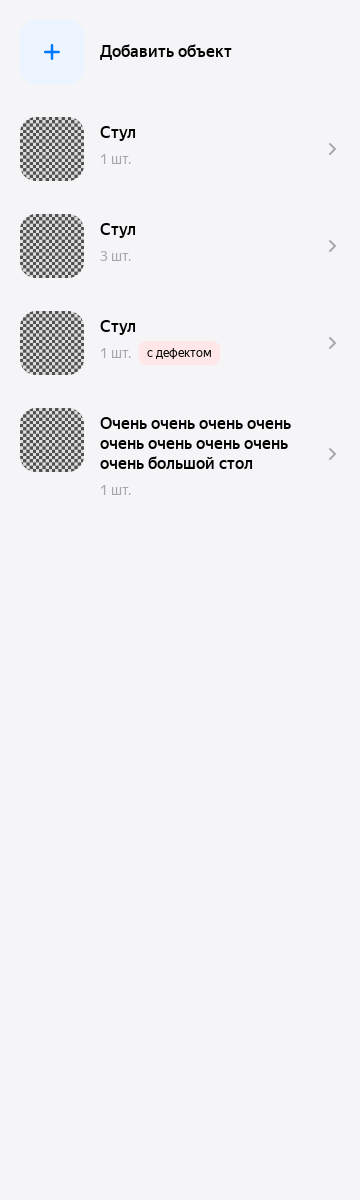 Добавить объект
Стул
1 шт.
Стул
3 шт.
Стул
1 шт. с дефектом
Очень очень очень очень
очень очень очень очень
очень большой стол
1 шт.